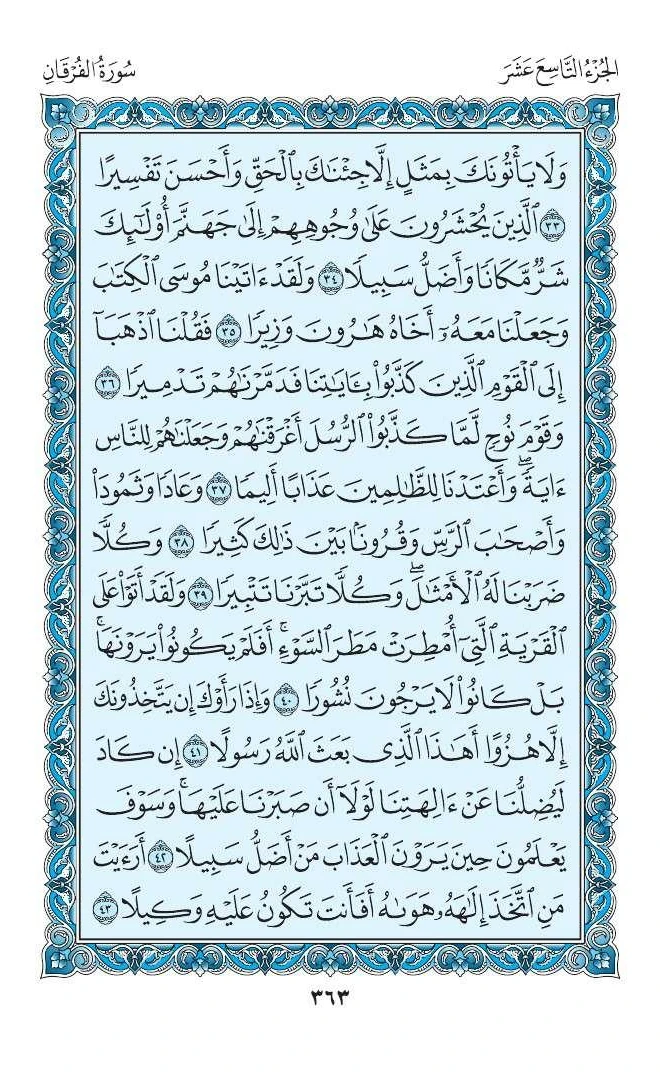 الجُزْءُ التَّاسِعَ عَشَرَ
سُورَةُ الفُرْقَانِ
وَلَا يَأْتُونَكَ بِمَثَلٍ إِلَّا جِئْنَٰكَ بِٱلْحَقِّ وَأَحْسَنَ تَفْسِيرًا
٣٣ ٱلَّذِينَ يُحْشَرُونَ عَلَىٰ وُجُوهِهِمْ إِلَىٰ جَهَنَّمَ أُوْلَٰٓئِكَ
شَرٌّ مَّكَانًا وَأَضَلُّ سَبِيلًا ٣٤ وَلَقَدْ ءَاتَيْنَا مُوسَى ٱلْكِتَٰبَ
وَجَعَلْنَا مَعَهُۥٓ أَخَاهُ هَٰرُونَ وَزِيرًا ٣٥ فَقُلْنَا ٱذْهَبَآ
إِلَى ٱلْقَوْمِ ٱلَّذِينَ كَذَّبُواْ بِـَٔايَٰتِنَا فَدَمَّرْنَٰهُمْ تَدْمِيرًا ٣٦
وَقَوْمَ نُوحٍ لَّمَّا كَذَّبُواْ ٱلرُّسُلَ أَغْرَقْنَٰهُمْ وَجَعَلْنَٰهُمْ لِلنَّاسِ
ءَايَةً ۖ وَأَعْتَدْنَا لِلظَّٰلِمِينَ عَذَابًا أَلِيمًا ٣٧ وَعَادًا وَثَمُودَا۟
وَأَصْحَٰبَ ٱلرَّسِّ وَقُرُونًۢا بَيْنَ ذَٰلِكَ كَثِيرًا ٣٨ وَكُلًّا
ضَرَبْنَا لَهُ ٱلْأَمْثَٰلَ ۖ وَكُلًّا تَبَّرْنَا تَتْبِيرًا ٣٩ وَلَقَدْ أَتَوْاْ عَلَى
ٱلْقَرْيَةِ ٱلَّتِىٓ أُمْطِرَتْ مَطَرَ ٱلسَّوْءِ ۚ أَفَلَمْ يَكُونُواْ يَرَوْنَهَا ۚ
بَلْ كَانُواْ لَا يَرْجُونَ نُشُورًا ٤٠ وَإِذَا رَأَوْكَ إِن يَتَّخِذُونَكَ
إِلَّا هُزُوًا أَهَٰذَا ٱلَّذِى بَعَثَ ٱللَّهُ رَسُولًا ٤١ إِن كَادَ
لَيُضِلُّنَا عَنْ ءَالِهَتِنَا لَوْلَآ أَن صَبَرْنَا عَلَيْهَا ۚ وَسَوْفَ
يَعْلَمُونَ حِينَ يَرَوْنَ ٱلْعَذَابَ مَنْ أَضَلُّ سَبِيلًا ٤٢ أَرَءَيْتَ
مَنِ ٱتَّخَذَ إِلَٰهَهُۥ هَوَىٰهُ أَفَأَنتَ تَكُونُ عَلَيْهِ وَكِيلًا ٤٣
٣٦٣